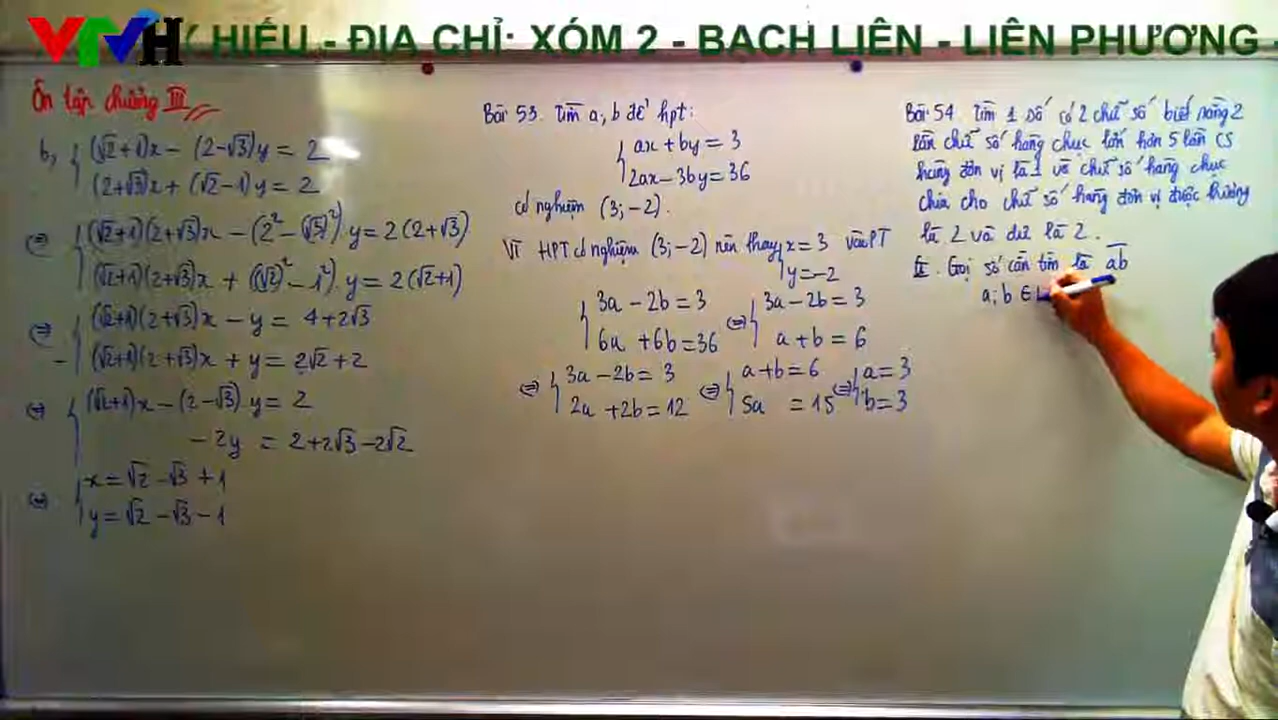 VTVH
K HIẾU - ĐỊA CHỈ: XÓM 2 - BẠCH LIÊN - LIÊN PHƯƠNG -
Ôn tập chương III
b, (√2+1)x - (2-√3)y = 2
(2+√3)x + (√2-1)y = 2
⇔ (√2+1)(2+√3)x - (2² - (√3)²) y = 2(2+√3)
(√2+1)(2+√3)x + ((√2)² - 1²) y = 2(√2+1)
⇔ (√2+1)(2+√3)x - y = 4+2√3
- (√2+1)(2+√3)x + y = 2√2+2
⇔ (√2+1)x - (2-√3) y = 2
-2y = 2+2√3-2√2
⇔ x = √2 - √3 + 1
y = √2 - √3 - 1
Bài 53. Tìm a, b để hpt:
ax + by = 3
2ax - 3by = 36
có nghiệm (3; -2).
Vì HPT có nghiệm (3; -2) nên thay x = 3 vào PT
y = -2
3a - 2b = 3 ⇔ 3a - 2b = 3
6a + 6b = 36 a + b = 6
⇔ 3a - 2b = 3 ⇔ a + b = 6 ⇔ a = 3
2a + 2b = 12 5a = 15 b = 3
Bài 54. Tìm 1 số có 2 chữ số biết rằng 2
lần chữ số hàng chục lớn hơn 5 lần CS
hàng đơn vị là 1 và chữ số hàng chục
chia cho chữ số hàng đơn vị được thương
là 2 và dư là 2.
Gọi số cần tìm là ab
a; b ∈